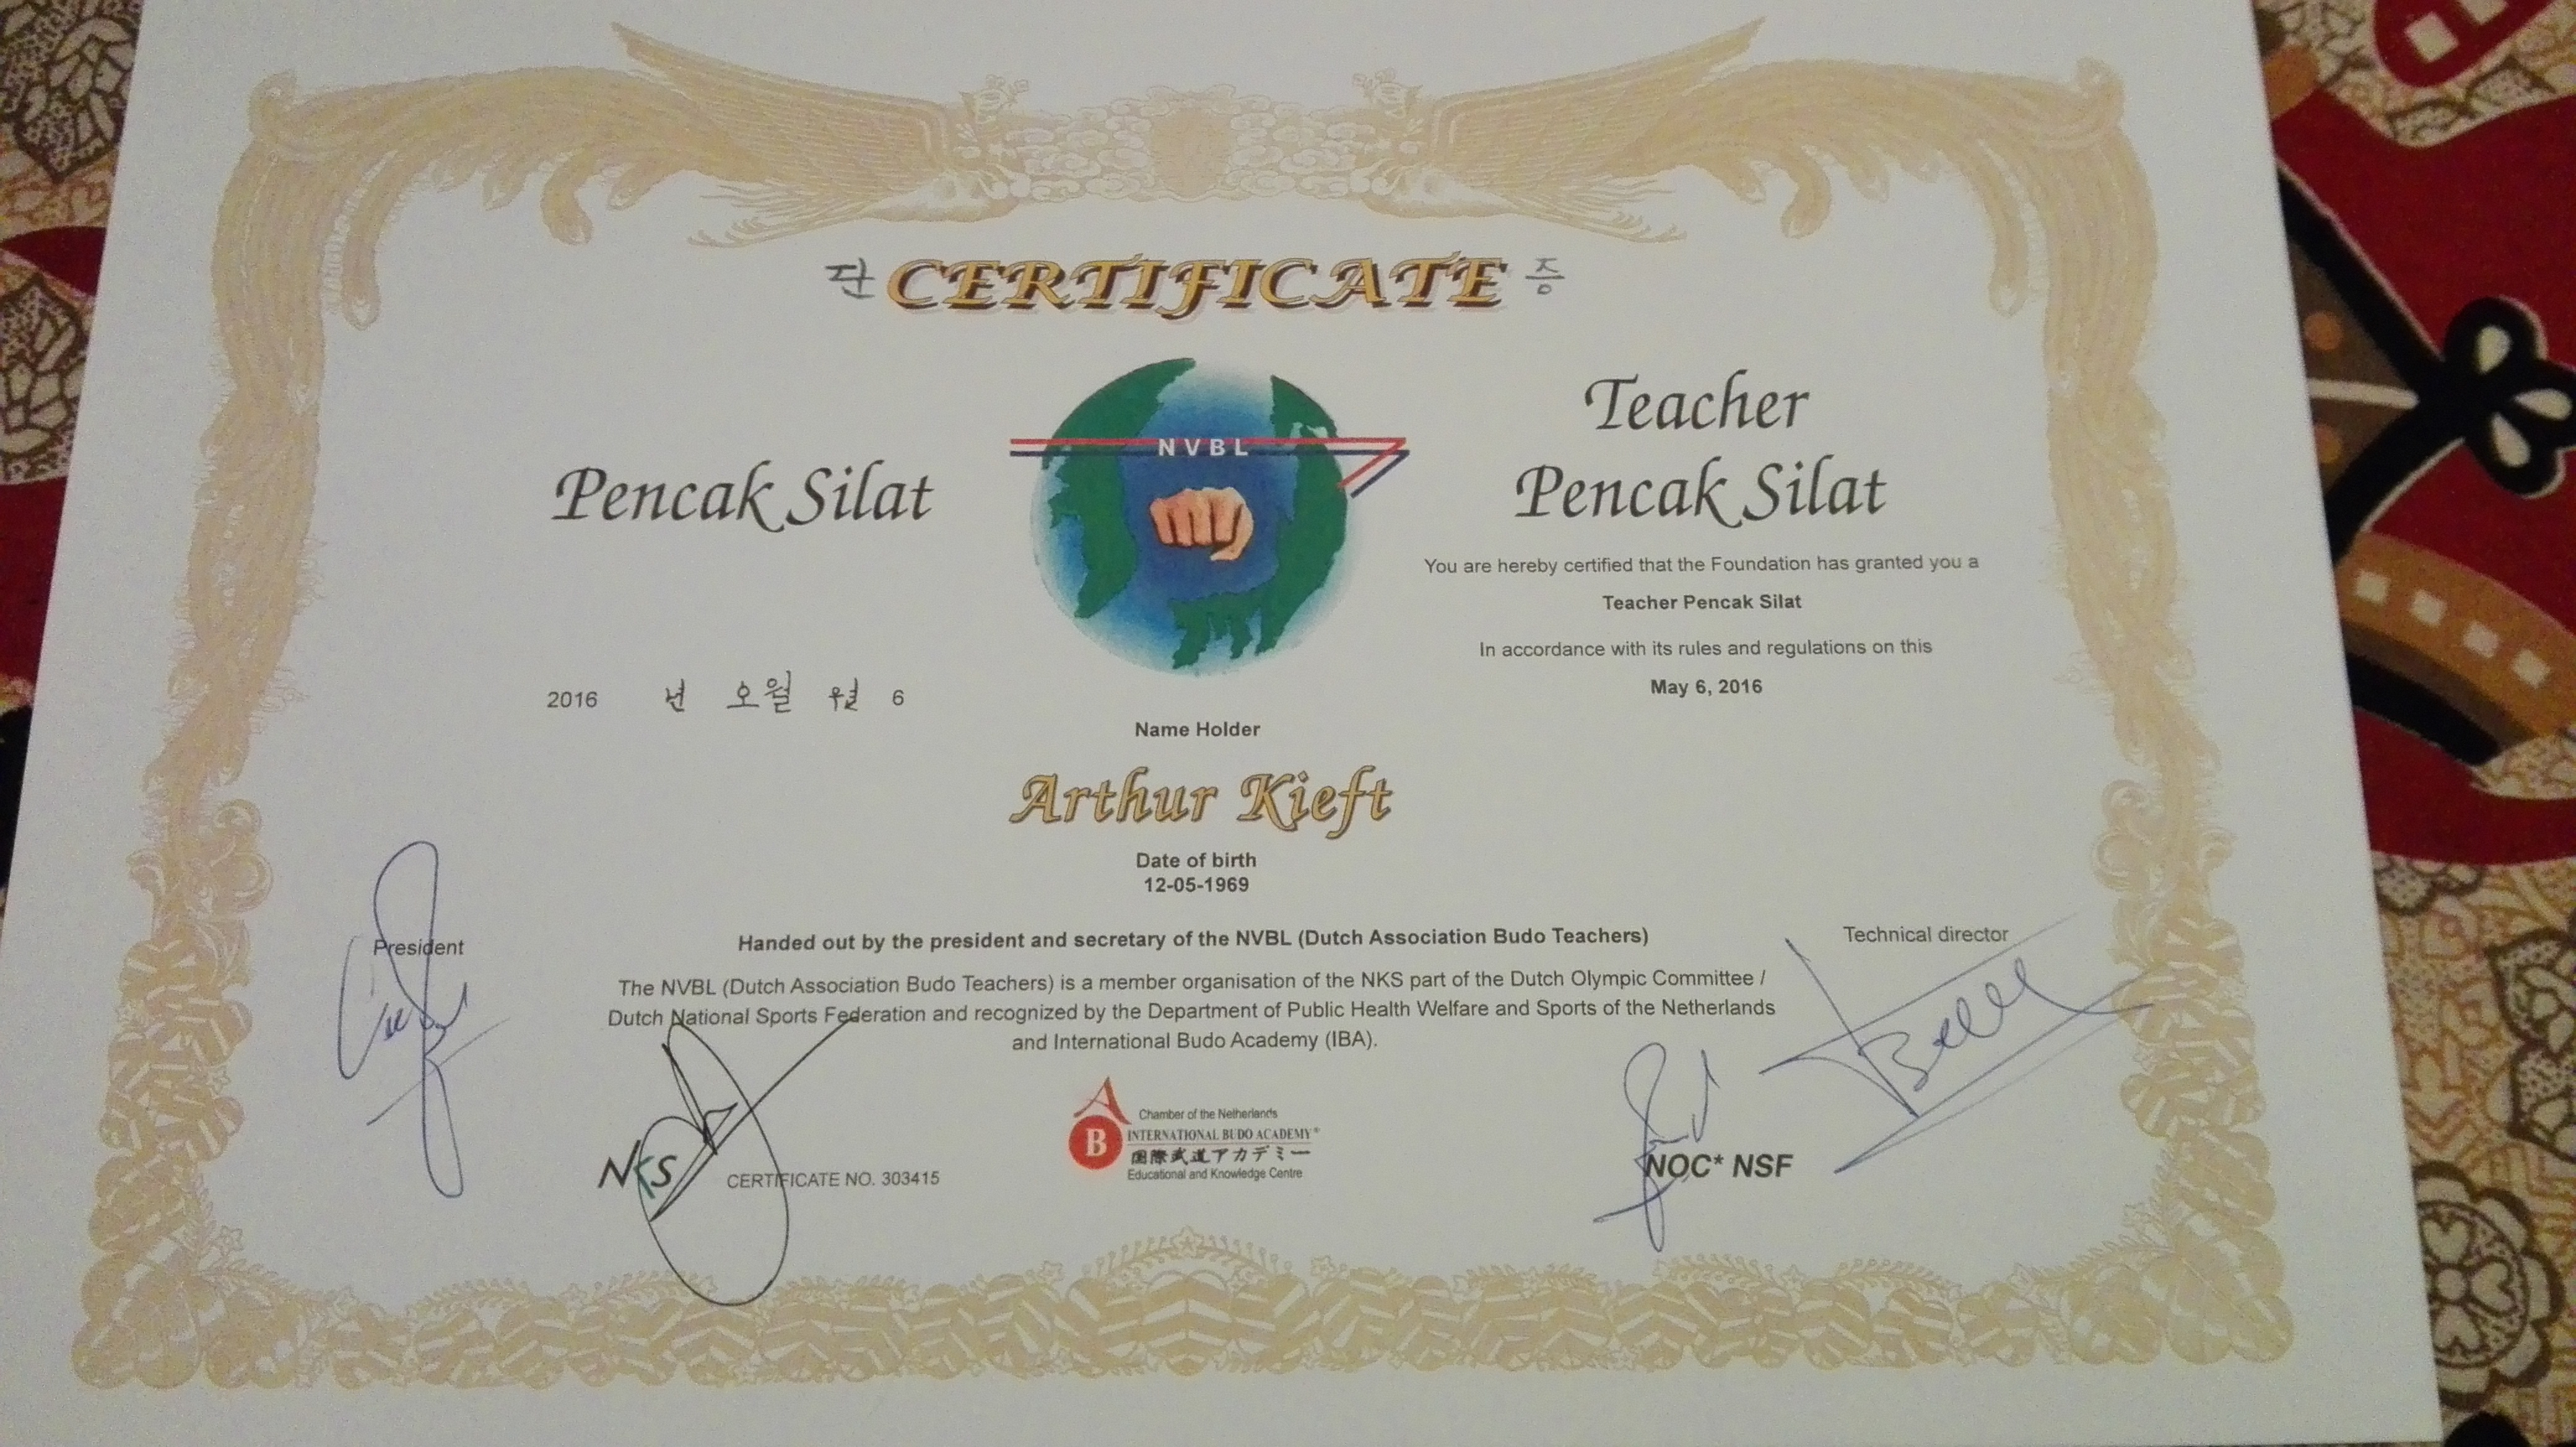 단 CERTIFICATE 증
NVBL
Pencak Silat
Teacher
Pencak Silat
You are hereby certified that the Foundation has granted you a
Teacher Pencak Silat
In accordance with its rules and regulations on this
May 6, 2016
2016 년 오월 월 6
Name Holder
Arthur Kieft
Date of birth
12-05-1969
President
Handed out by the president and secretary of the NVBL (Dutch Association Budo Teachers)
Technical director
The NVBL (Dutch Association Budo Teachers) is a member organisation of the NKS part of the Dutch Olympic Committee /
Dutch National Sports Federation and recognized by the Department of Public Health Welfare and Sports of the Netherlands
and International Budo Academy (IBA).
NKS
CERTIFICATE NO. 303415
A
B
Chamber of the Netherlands
INTERNATIONAL BUDO ACADEMY®
国際武道アカデミー
Educational and Knowledge Centre
NOC* NSF